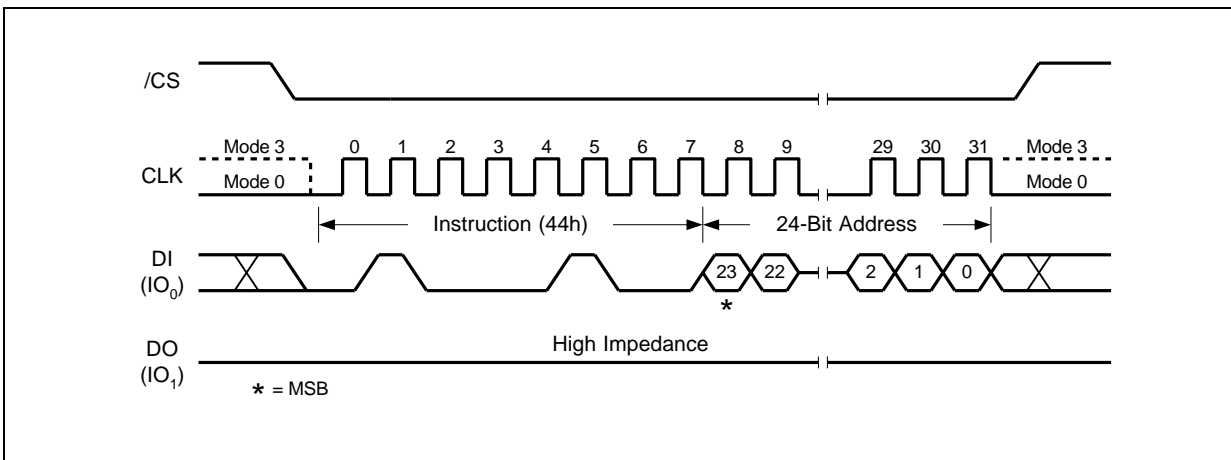 /CS
Mode 3 0 1 2 3 4 5 6 7 8 9 29 30 31 Mode 3
CLK
Mode 0 Mode 0
Instruction (44h) 24-Bit Address
DI
(IO₀)
23 22 2 1 0
*
High Impedance
DO
(IO₁)
* = MSB